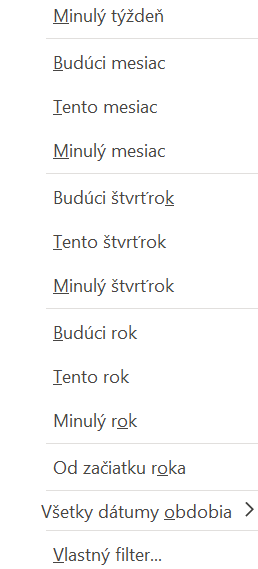 Minulý týždeň
Budúci mesiac
Tento mesiac
Minulý mesiac
Budúci štvrťrok
Tento štvrťrok
Minulý štvrťrok
Budúci rok
Tento rok
Minulý rok
Od začiatku roka
Všetky dátumy obdobia
Vlastný filter...